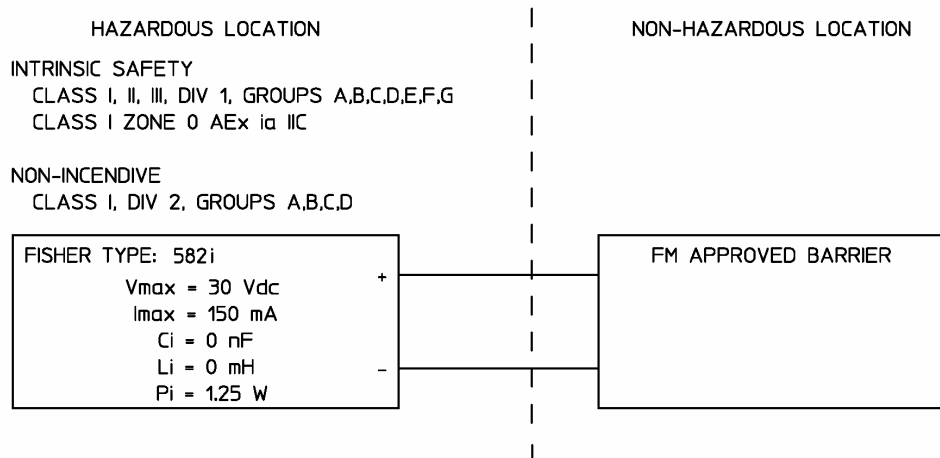 HAZARDOUS LOCATION
NON-HAZARDOUS LOCATION
INTRINSIC SAFETY
CLASS I, II, III, DIV 1, GROUPS A,B,C,D,E,F,G
CLASS I ZONE 0 AEx ia IIC
NON-INCENDIVE
CLASS I, DIV 2, GROUPS A,B,C,D
FISHER TYPE: 582i
Vmax = 30 Vdc
Imax = 150 mA
Ci = 0 nF
Li = 0 mH
Pi = 1.25 W
+
-
FM APPROVED BARRIER